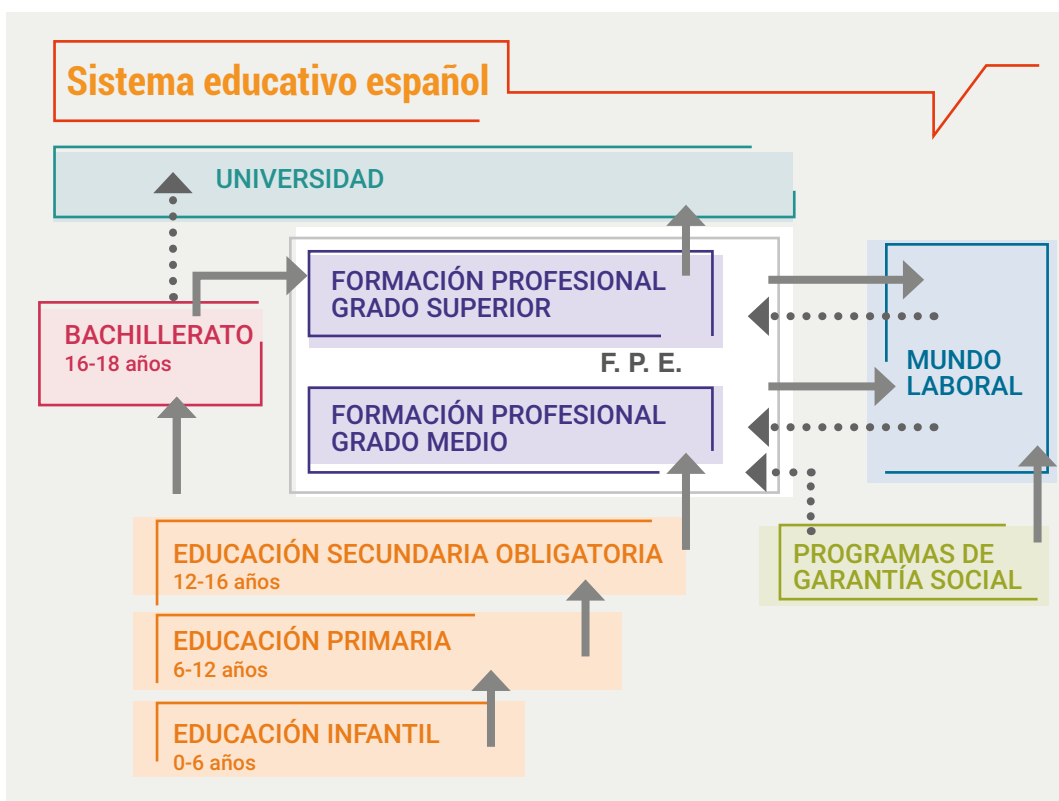 Sistema educativo español
UNIVERSIDAD
FORMACIÓN PROFESIONAL
GRADO SUPERIOR
BACHILLERATO
16-18 años
F. P. E.
MUNDO
LABORAL
FORMACIÓN PROFESIONAL
GRADO MEDIO
EDUCACIÓN SECUNDARIA OBLIGATORIA
12-16 años
PROGRAMAS DE
GARANTÍA SOCIAL
EDUCACIÓN PRIMARIA
6-12 años
EDUCACIÓN INFANTIL
0-6 años